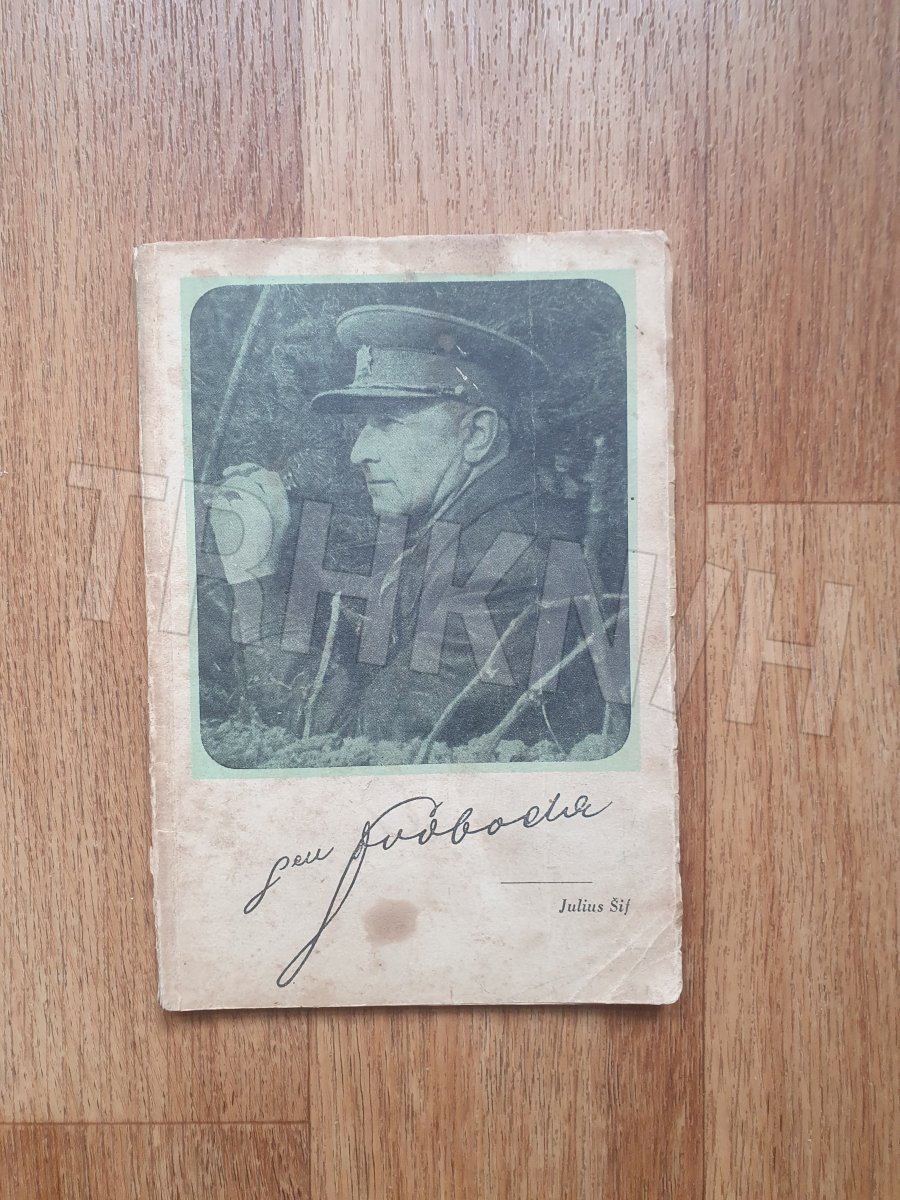 TRHKNIH
gen Svoboda
Julius Šif